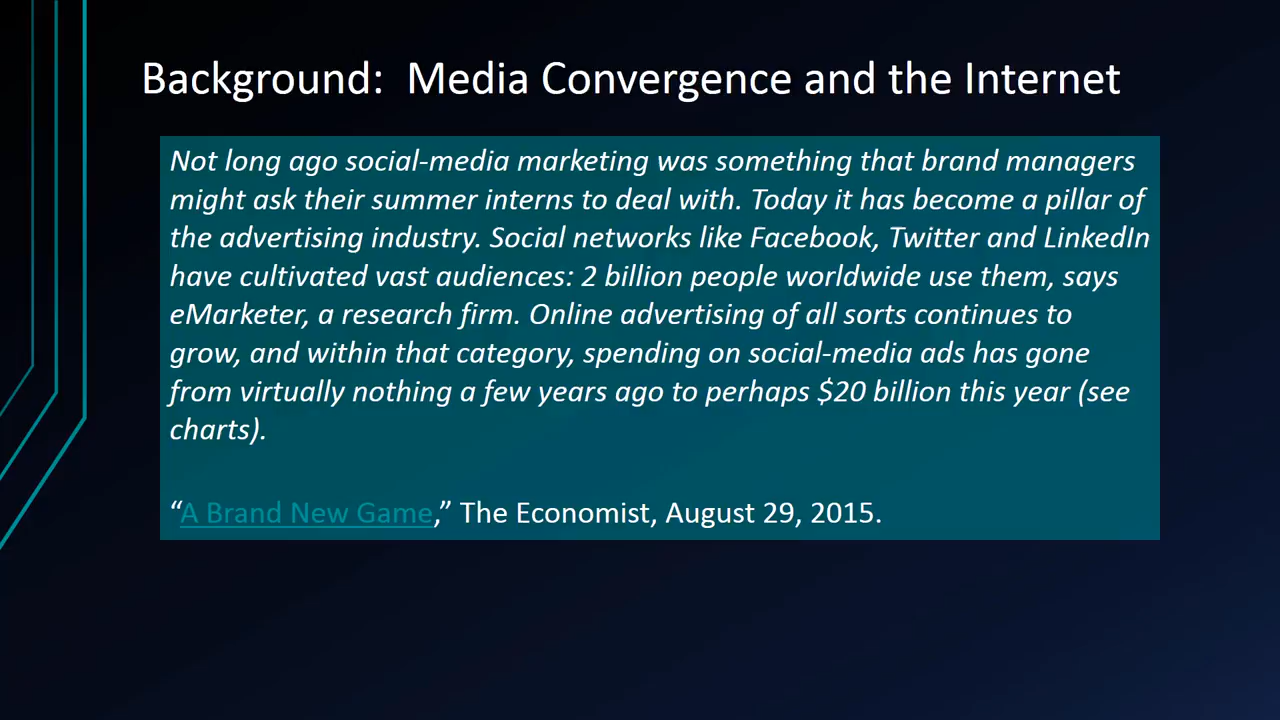 Background:  Media Convergence and the Internet
Not long ago social-media marketing was something that brand managers
might ask their summer interns to deal with. Today it has become a pillar of
the advertising industry. Social networks like Facebook, Twitter and LinkedIn
have cultivated vast audiences: 2 billion people worldwide use them, says
eMarketer, a research firm. Online advertising of all sorts continues to
grow, and within that category, spending on social-media ads has gone
from virtually nothing a few years ago to perhaps $20 billion this year (see
charts).
“A Brand New Game,” The Economist, August 29, 2015.